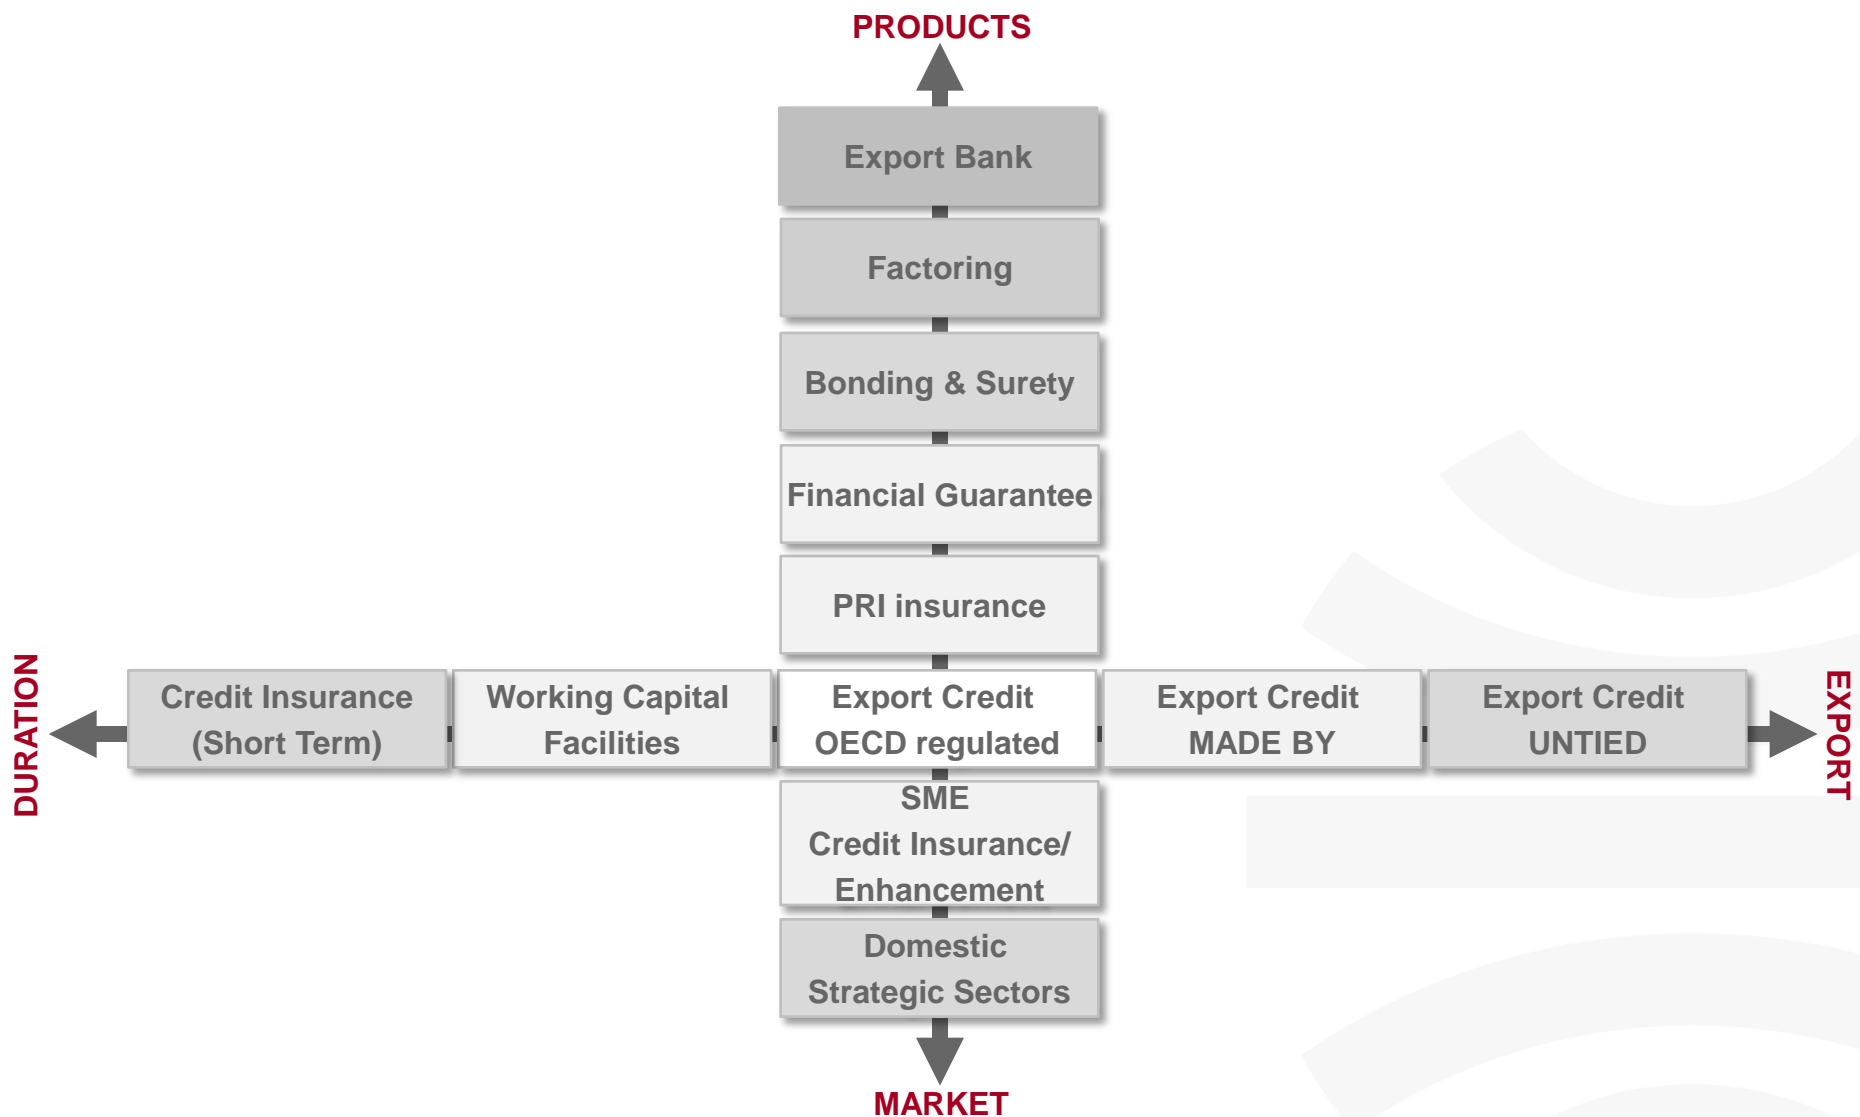 PRODUCTS
Export Bank
Factoring
Bonding & Surety
Financial Guarantee
PRI insurance
DURATION
Credit Insurance
(Short Term)
Working Capital
Facilities
Export Credit
OECD regulated
Export Credit
MADE BY
Export Credit
UNTIED
EXPORT
SME
Credit Insurance/
Enhancement
Domestic
Strategic Sectors
MARKET